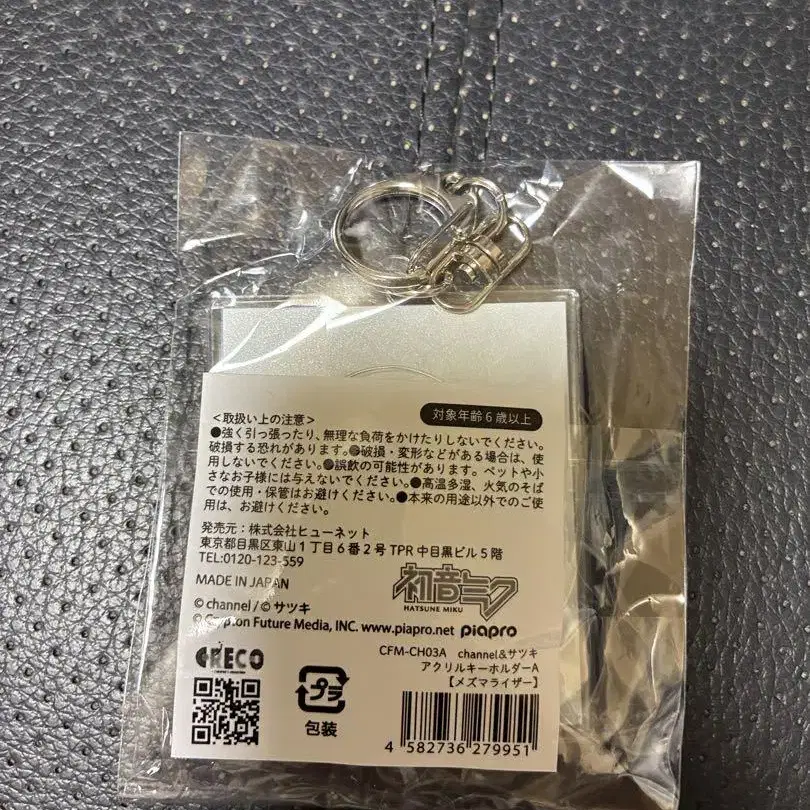 <取扱い上の注意>
対象年齢6歳以上
●強く引っ張ったり、無理な負荷をかけたりしないでください。
破損する恐れがあります。●破損・変形などがある場合は、使
用しないでください。●誤飲の可能性があります。ペットや小
さなお子様には与えないでください。●高温多湿、火気のそば
での使用・保管はお避けください。●本来の用途以外でのご使
用は、お避けください。
発売元:株式会社ヒューネット
東京都目黒区東山1丁目6番2号 TPR 中目黒ビル5階
TEL:0120-123-559
MADE IN JAPAN
初音ミク
HATSUNE MIKU
© channel / © サツキ
© Crypton Future Media, INC. www.piapro.net piapro
CFM-CH03A channel&サツキ
アクリルキーホルダーA
【メズマライザー】
GRECO
プラ
包装
4 582736 279951